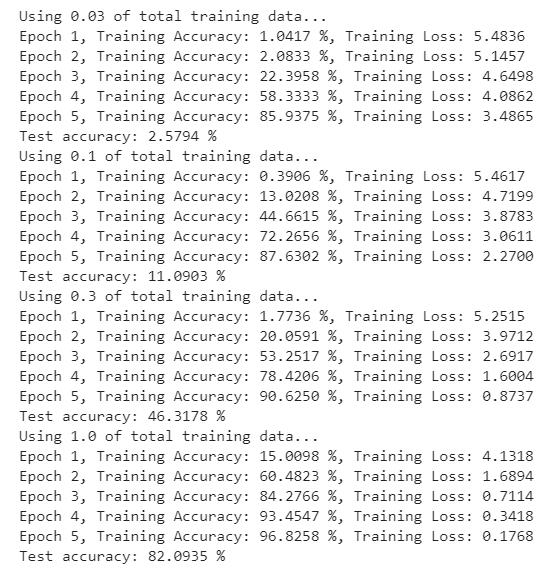 Using 0.03 of total training data...
Epoch 1, Training Accuracy: 1.0417 %, Training Loss: 5.4836
Epoch 2, Training Accuracy: 2.0833 %, Training Loss: 5.1457
Epoch 3, Training Accuracy: 22.3958 %, Training Loss: 4.6498
Epoch 4, Training Accuracy: 58.3333 %, Training Loss: 4.0862
Epoch 5, Training Accuracy: 85.9375 %, Training Loss: 3.4865
Test accuracy: 2.5794 %
Using 0.1 of total training data...
Epoch 1, Training Accuracy: 0.3906 %, Training Loss: 5.4617
Epoch 2, Training Accuracy: 13.0208 %, Training Loss: 4.7199
Epoch 3, Training Accuracy: 44.6615 %, Training Loss: 3.8783
Epoch 4, Training Accuracy: 72.2656 %, Training Loss: 3.0611
Epoch 5, Training Accuracy: 87.6302 %, Training Loss: 2.2700
Test accuracy: 11.0903 %
Using 0.3 of total training data...
Epoch 1, Training Accuracy: 1.7736 %, Training Loss: 5.2515
Epoch 2, Training Accuracy: 20.0591 %, Training Loss: 3.9712
Epoch 3, Training Accuracy: 53.2517 %, Training Loss: 2.6917
Epoch 4, Training Accuracy: 78.4206 %, Training Loss: 1.6004
Epoch 5, Training Accuracy: 90.6250 %, Training Loss: 0.8737
Test accuracy: 46.3178 %
Using 1.0 of total training data...
Epoch 1, Training Accuracy: 15.0098 %, Training Loss: 4.1318
Epoch 2, Training Accuracy: 60.4823 %, Training Loss: 1.6894
Epoch 3, Training Accuracy: 84.2766 %, Training Loss: 0.7114
Epoch 4, Training Accuracy: 93.4547 %, Training Loss: 0.3418
Epoch 5, Training Accuracy: 96.8258 %, Training Loss: 0.1768
Test accuracy: 82.0935 %